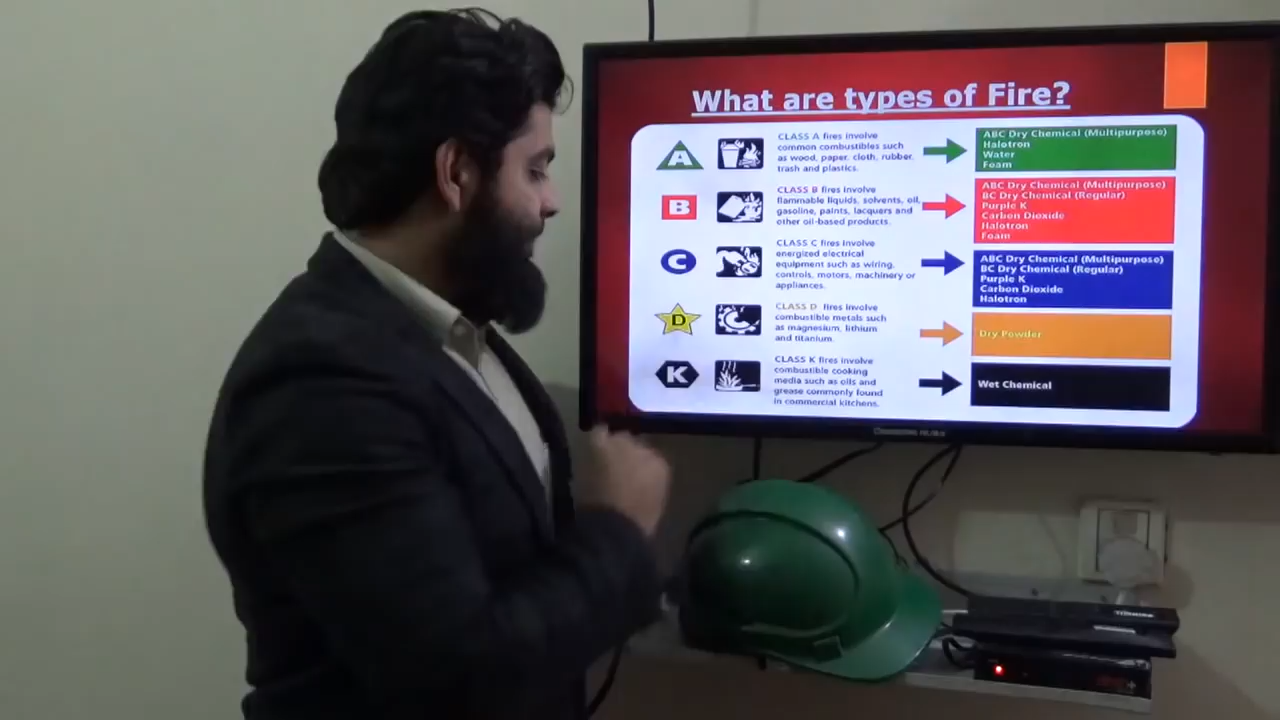 What are types of Fire?
A
CLASS A fires involve
common combustibles such
as wood, paper, cloth, rubber,
trash and plastics.
ABC Dry Chemical (Multipurpose)
Halotron
Water
Foam
B
CLASS B fires involve
flammable liquids, solvents, oil,
gasoline, paints, lacquers and
other oil-based products.
ABC Dry Chemical (Multipurpose)
BC Dry Chemical (Regular)
Purple K
Carbon Dioxide
Halotron
Foam
C
CLASS C fires involve
energized electrical
equipment such as wiring,
controls, motors, machinery or
appliances.
ABC Dry Chemical (Multipurpose)
BC Dry Chemical (Regular)
Purple K
Carbon Dioxide
Halotron
D
CLASS D fires involve
combustible metals such
as magnesium, lithium
and titanium.
Dry Powder
K
CLASS K fires involve
combustible cooking
media such as oils and
grease commonly found
in commercial kitchens.
Wet Chemical